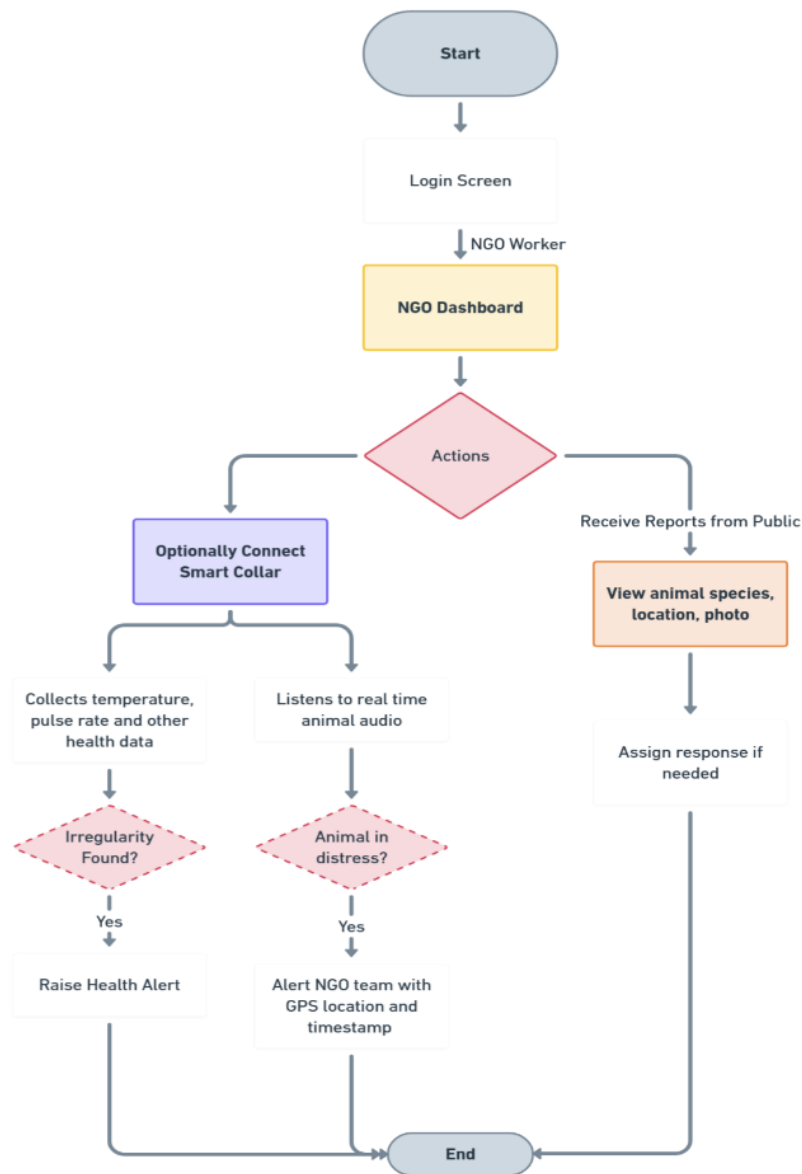 Start
Login Screen
NGO Worker
NGO Dashboard
Actions
Receive Reports from Public
Optionally Connect
Smart Collar
View animal species,
location, photo
Collects temperature,
pulse rate and other
health data
Listens to real time
animal audio
Assign response if
needed
Irregularity
Found?
Animal in
distress?
Yes
Yes
Raise Health Alert
Alert NGO team with
GPS location and
timestamp
End